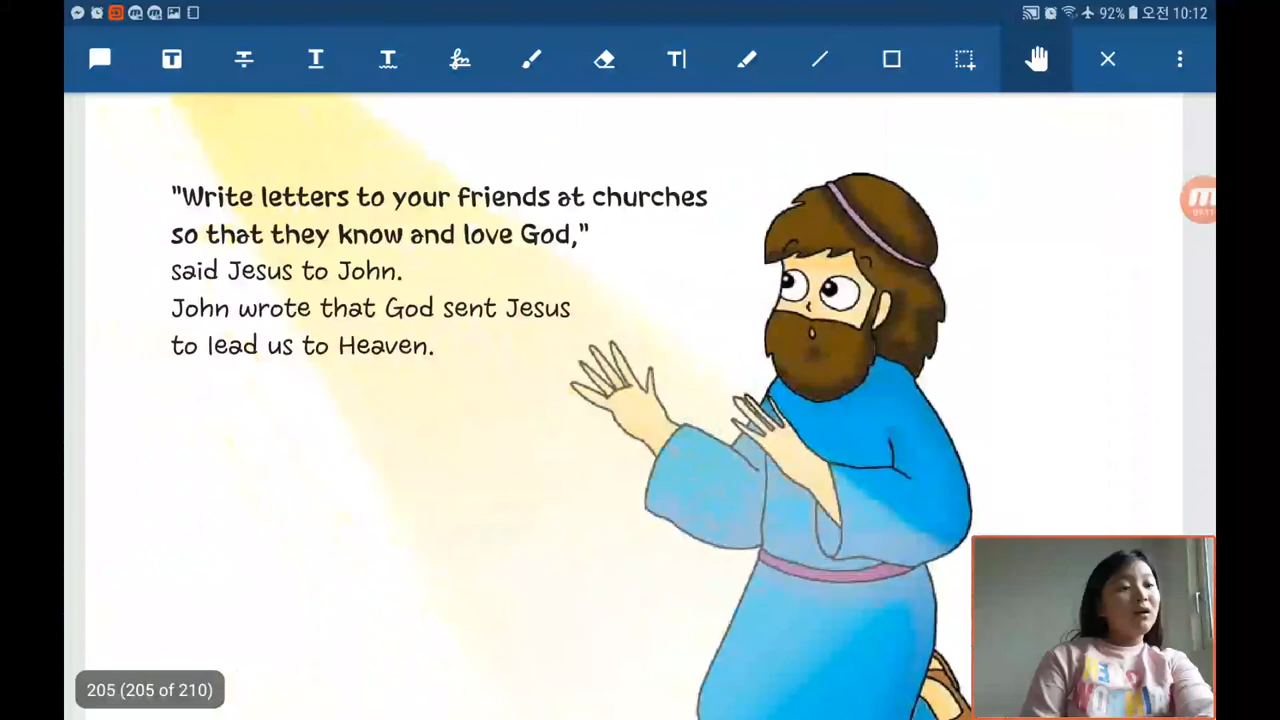 92% 오전 10:12
"Write letters to your friends at churches
so that they know and love God,"
said Jesus to John.
John wrote that God sent Jesus
to lead us to Heaven.
205 (205 of 210)